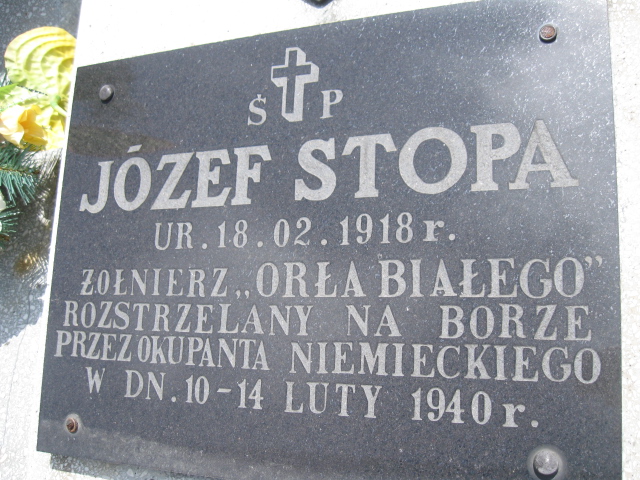 Ś P
JÓZEF STOPA
UR. 18.02.1918 r.
ŻOŁNIERZ „ORŁA BIAŁEGO”
ROZSTRZELANY NA BORZE
PRZEZ OKUPANTA NIEMIECKIEGO
W DN. 10-14 LUTY 1940 r.